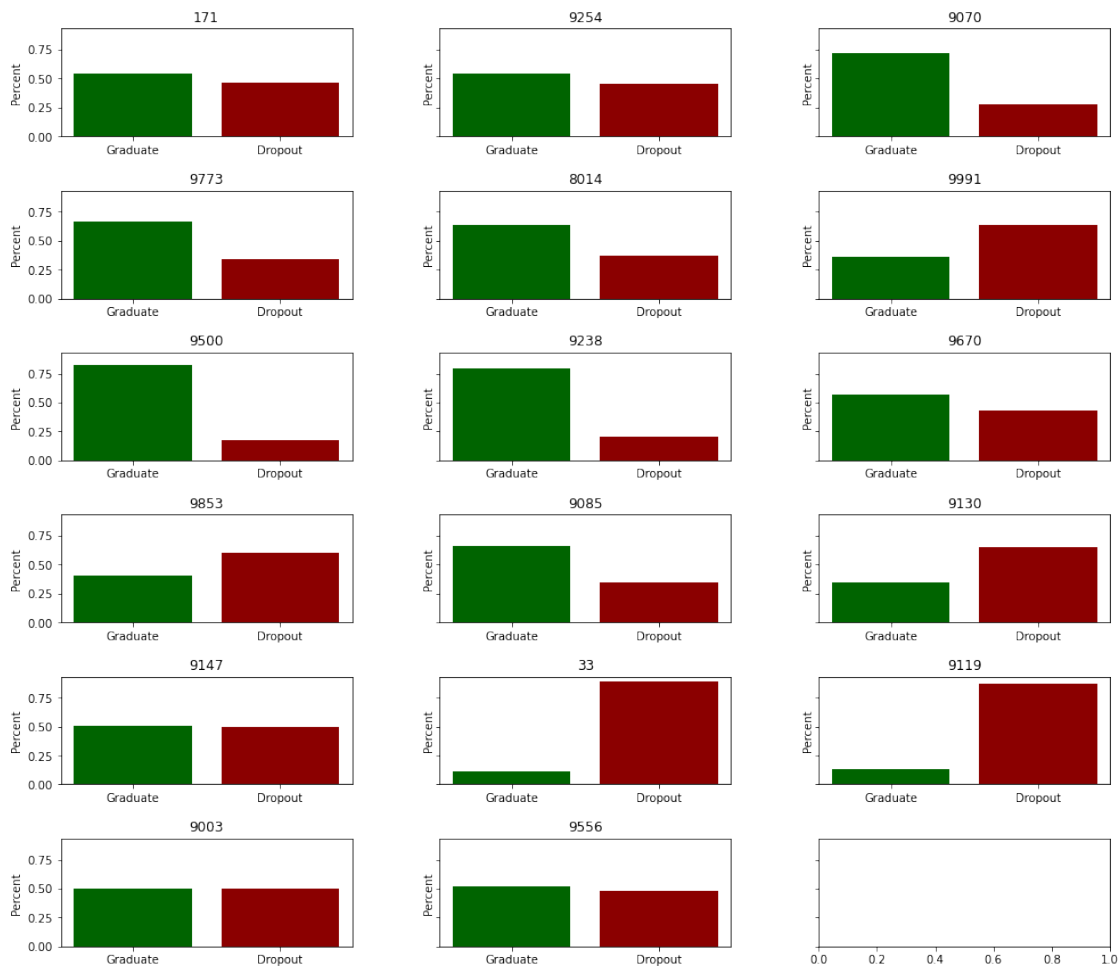 171 9254 9070
Percent 0.75 0.50 0.25 0.00 Percent Percent
Graduate Dropout Graduate Dropout Graduate Dropout
9773 8014 9991
Percent 0.75 0.50 0.25 0.00 Percent Percent
Graduate Dropout Graduate Dropout Graduate Dropout
9500 9238 9670
Percent 0.75 0.50 0.25 0.00 Percent Percent
Graduate Dropout Graduate Dropout Graduate Dropout
9853 9085 9130
Percent 0.75 0.50 0.25 0.00 Percent Percent
Graduate Dropout Graduate Dropout Graduate Dropout
9147 33 9119
Percent 0.75 0.50 0.25 0.00 Percent Percent
Graduate Dropout Graduate Dropout Graduate Dropout
9003 9556
Percent 0.75 0.50 0.25 0.00 Percent
Graduate Dropout Graduate Dropout 0.0 0.2 0.4 0.6 0.8 1.0